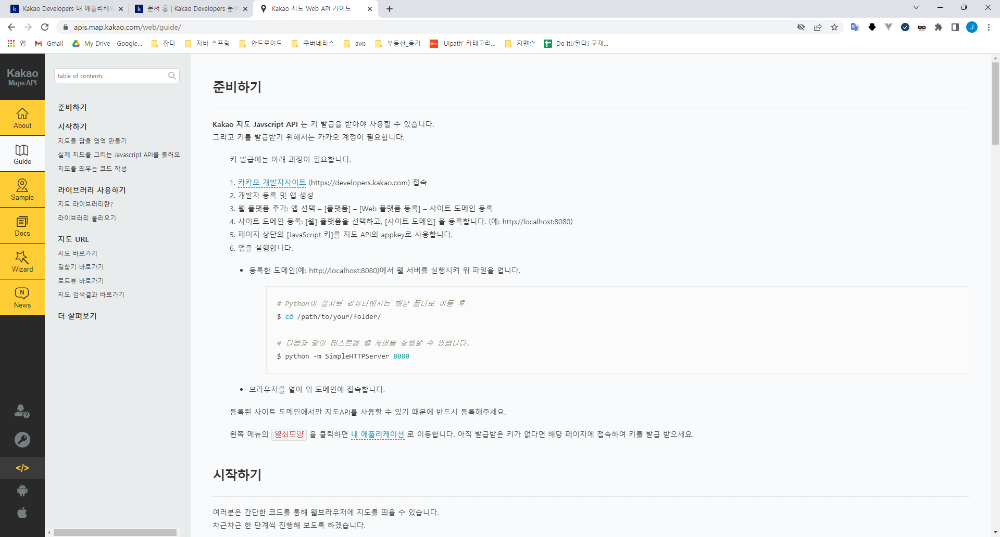 Kakao Developers 내 애플리케이
문서 홈 | Kakao Developers 문서
Kakao 지도 Web API 가이드
apis.map.kakao.com/web/guide/
앱
Gmail
My Drive - Google...
잡다
자바 스프링
안드로이드
쿠버네티스
aws
부동산_등기
'Uipath' 카테고리...
지멘슨
Do it!/된다! 교재...
Kakao
Maps API
About
Guide
Sample
Docs
Wizard
News
table of contents
준비하기
시작하기
지도를 담을 영역 만들기
실제 지도를 그리는 Javascript API를 불러오
지도를 띄우는 코드 작성
라이브러리 사용하기
지도 라이브러리란?
라이브러리 불러오기
지도 URL
지도 바로가기
길찾기 바로가기
로드뷰 바로가기
지도 검색결과 바로가기
더 살펴보기
준비하기
Kakao 지도 Javscript API 는 키 발급을 받아야 사용할 수 있습니다.
그리고 키를 발급받기 위해서는 카카오 계정이 필요합니다.
키 발급에는 아래 과정이 필요합니다.
1. 카카오 개발자사이트 (https://developers.kakao.com) 접속
2. 개발자 등록 및 앱 생성
3. 웹 플랫폼 추가: 앱 선택 – [플랫폼] – [Web 플랫폼 등록] – 사이트 도메인 등록
4. 사이트 도메인 등록: [웹] 플랫폼을 선택하고, [사이트 도메인] 을 등록합니다. (예: http://localhost:8080)
5. 페이지 상단의 [JavaScript 키]를 지도 API의 appkey로 사용합니다.
6. 앱을 실행합니다.
• 등록한 도메인(예: http://localhost:8080)에서 웹 서버를 실행시켜 위 파일을 엽니다.
# Python이 설치된 컴퓨터에서는 해당 폴더로 이동 후
$ cd /path/to/your/folder/
# 다음과 같이 테스트용 웹 서버를 실행할 수 있습니다.
$ python -m SimpleHTTPServer 8080
• 브라우저를 열어 위 도메인에 접속합니다.
등록된 사이트 도메인에서만 지도API를 사용할 수 있기 때문에 반드시 등록해주세요.
왼쪽 메뉴의 열쇠모양 을 클릭하면 내 애플리케이션 로 이동합니다. 아직 발급받은 키가 없다면 해당 페이지에 접속하여 키를 발급 받으세요.
시작하기
여러분은 간단한 코드를 통해 웹브라우저에 지도를 띄울 수 있습니다.
차근차근 한 단계씩 진행해 보도록 하겠습니다.